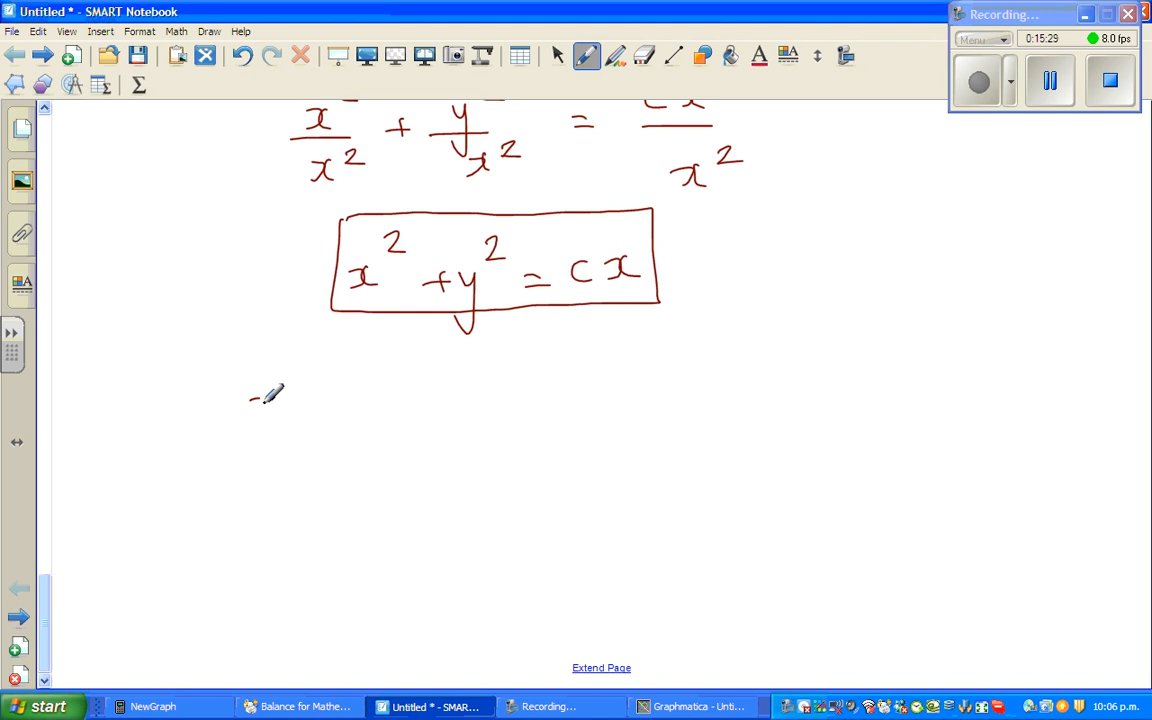 Untitled * - SMART Notebook
Recording...
File Edit View Insert Format Math Draw Help
Menu
0:15:29
8.0 fps
x² / x² + y² / x² = cx / x²
x² + y² = cx
-
Extend Page
start
NewGraph
Balance for Mathe...
Untitled * - SMAR...
Recording...
Graphmatica - Unti...
10:06 p.m.